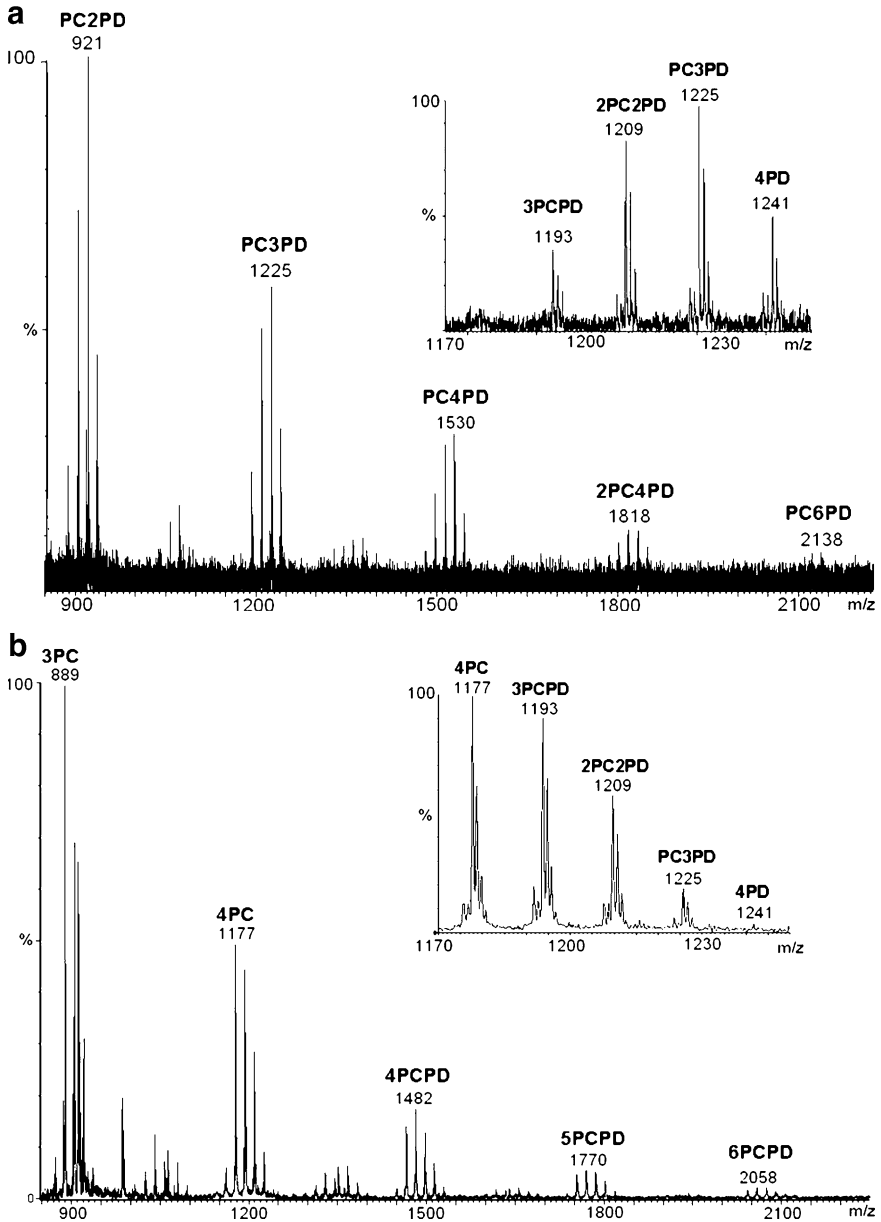 a
PC2PD
921
100
%
PC3PD
1225
PC4PD
1530
2PC4PD
1818
PC6PD
2138
900 1200 1500 1800 2100 m/z
100
%
3PCPD
1193
2PC2PD
1209
PC3PD
1225
4PD
1241
1170 1200 1230 m/z
b
3PC
889
100
%
0
4PC
1177
4PCPD
1482
5PCPD
1770
6PCPD
2058
900 1200 1500 1800 2100 m/z
100
%
4PC
1177
3PCPD
1193
2PC2PD
1209
PC3PD
1225
4PD
1241
1170 1200 1230 m/z